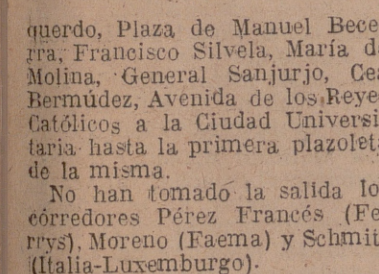 querdo, Plaza de Manuel Bece-
rra, Francisco Silvela, María d
Molina, General Sanjurjo, Cea
Bermúdez, Avenida de los Reye
Católicos a la Ciudad Universi
taria hasta la primera plazolet
de la misma.
No han tomado la salida lo
corredores Pérez Francés (Fe
rrys), Moreno (Faema) y Schmit
(Italia-Luxemburgo).